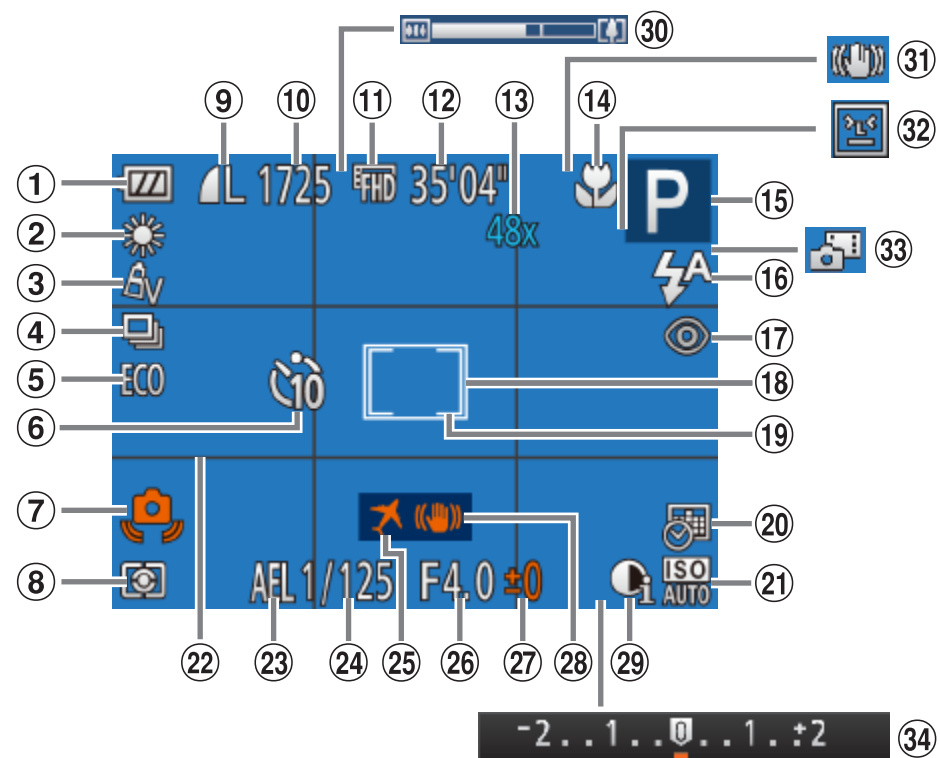 30
31
9 10 11 12 13 14
32
1 L 1725 EFHD 35'04" P 15
2 48x
33
3 V A 16
4 17
5 ECO 10 18
6 19
7 20
8 AEL 1/125 F4.0 ±0 i ISO AUTO 21
22 23 24 25 26 27 28 29
-2..1..0..1.+2 34